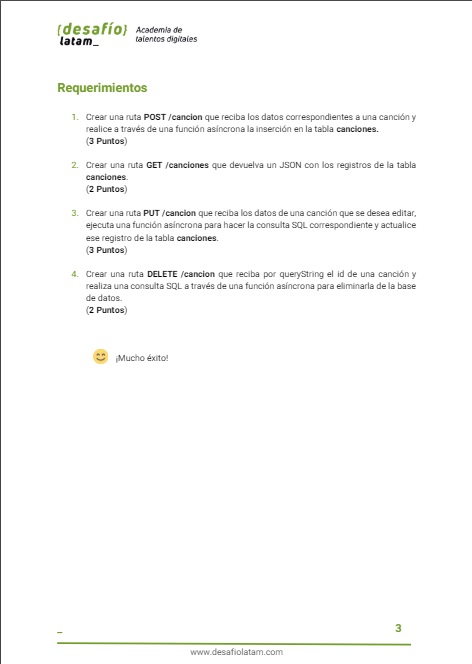 {desafío}
latam_
Academia de
talentos digitales
Requerimientos
1. Crear una ruta POST /cancion que reciba los datos correspondientes a una canción y
realice a través de una función asíncrona la inserción en la tabla canciones.
(3 Puntos)
2. Crear una ruta GET /canciones que devuelva un JSON con los registros de la tabla
canciones.
(2 Puntos)
3. Crear una ruta PUT /cancion que reciba los datos de una canción que se desea editar,
ejecuta una función asíncrona para hacer la consulta SQL correspondiente y actualice
ese registro de la tabla canciones.
(3 Puntos)
4. Crear una ruta DELETE /cancion que reciba por queryString el id de una canción y
realiza una consulta SQL a través de una función asíncrona para eliminarla de la base
de datos.
(2 Puntos)
¡Mucho éxito!
_
3
www.desafiolatam.com